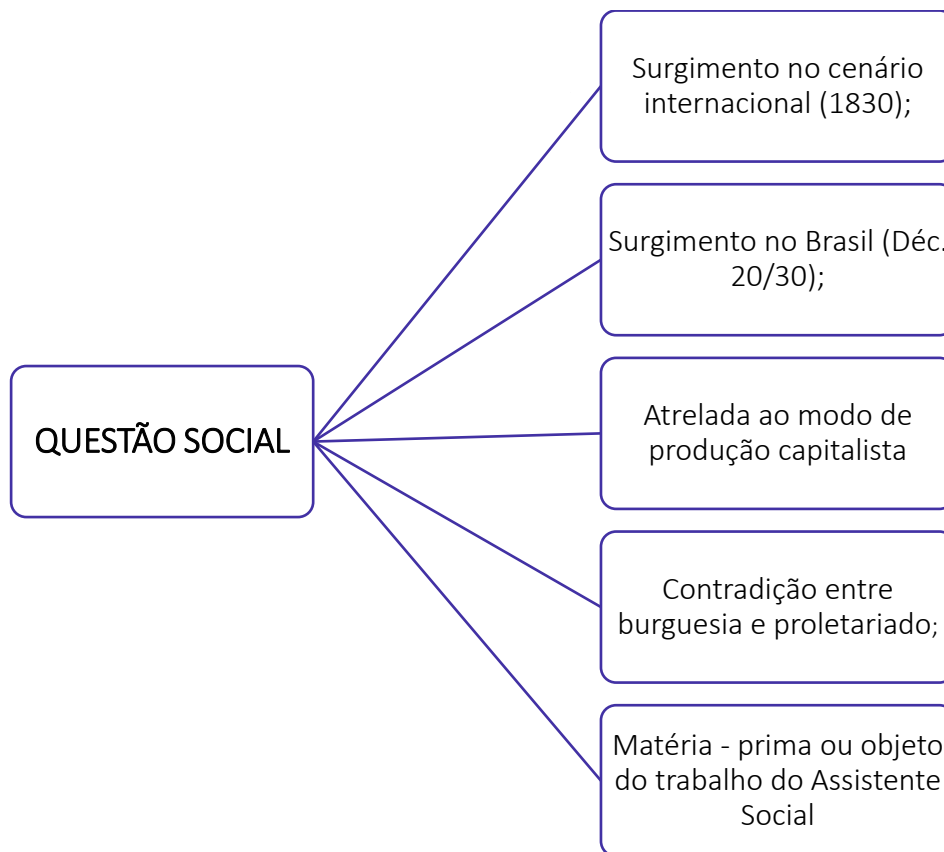 Surgimento no cenário
internacional (1830);
Surgimento no Brasil (Déc.
20/30);
QUESTÃO SOCIAL
Atrelada ao modo de
produção capitalista
Contradição entre
burguesia e proletariado;
Matéria - prima ou objeto
do trabalho do Assistente
Social